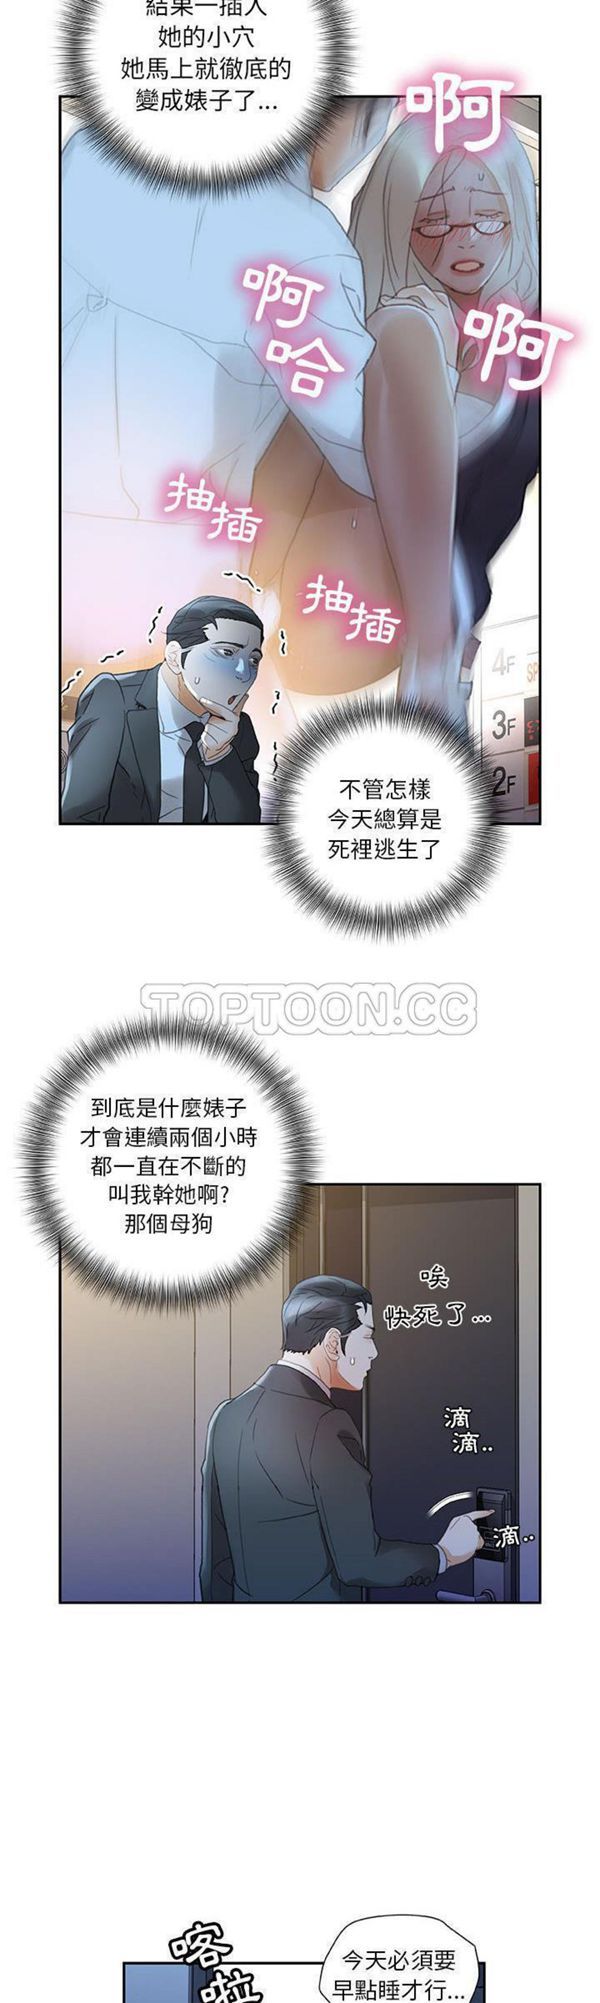 結果一插入
她的小穴
她馬上就徹底的
變成婊子了...
啊
啊
哈
啊
抽
插
抽
插
4F
3F
2F
不管怎樣
今天總算是
死裡逃生了
TOPTOON.CC
到底是什麼婊子
才會連續兩個小時
都一直在不斷的
叫我幹她啊?
那個母狗
唉
快死了...
滴
滴..
滴..
喀
啦
今天必須要
早點睡才行...